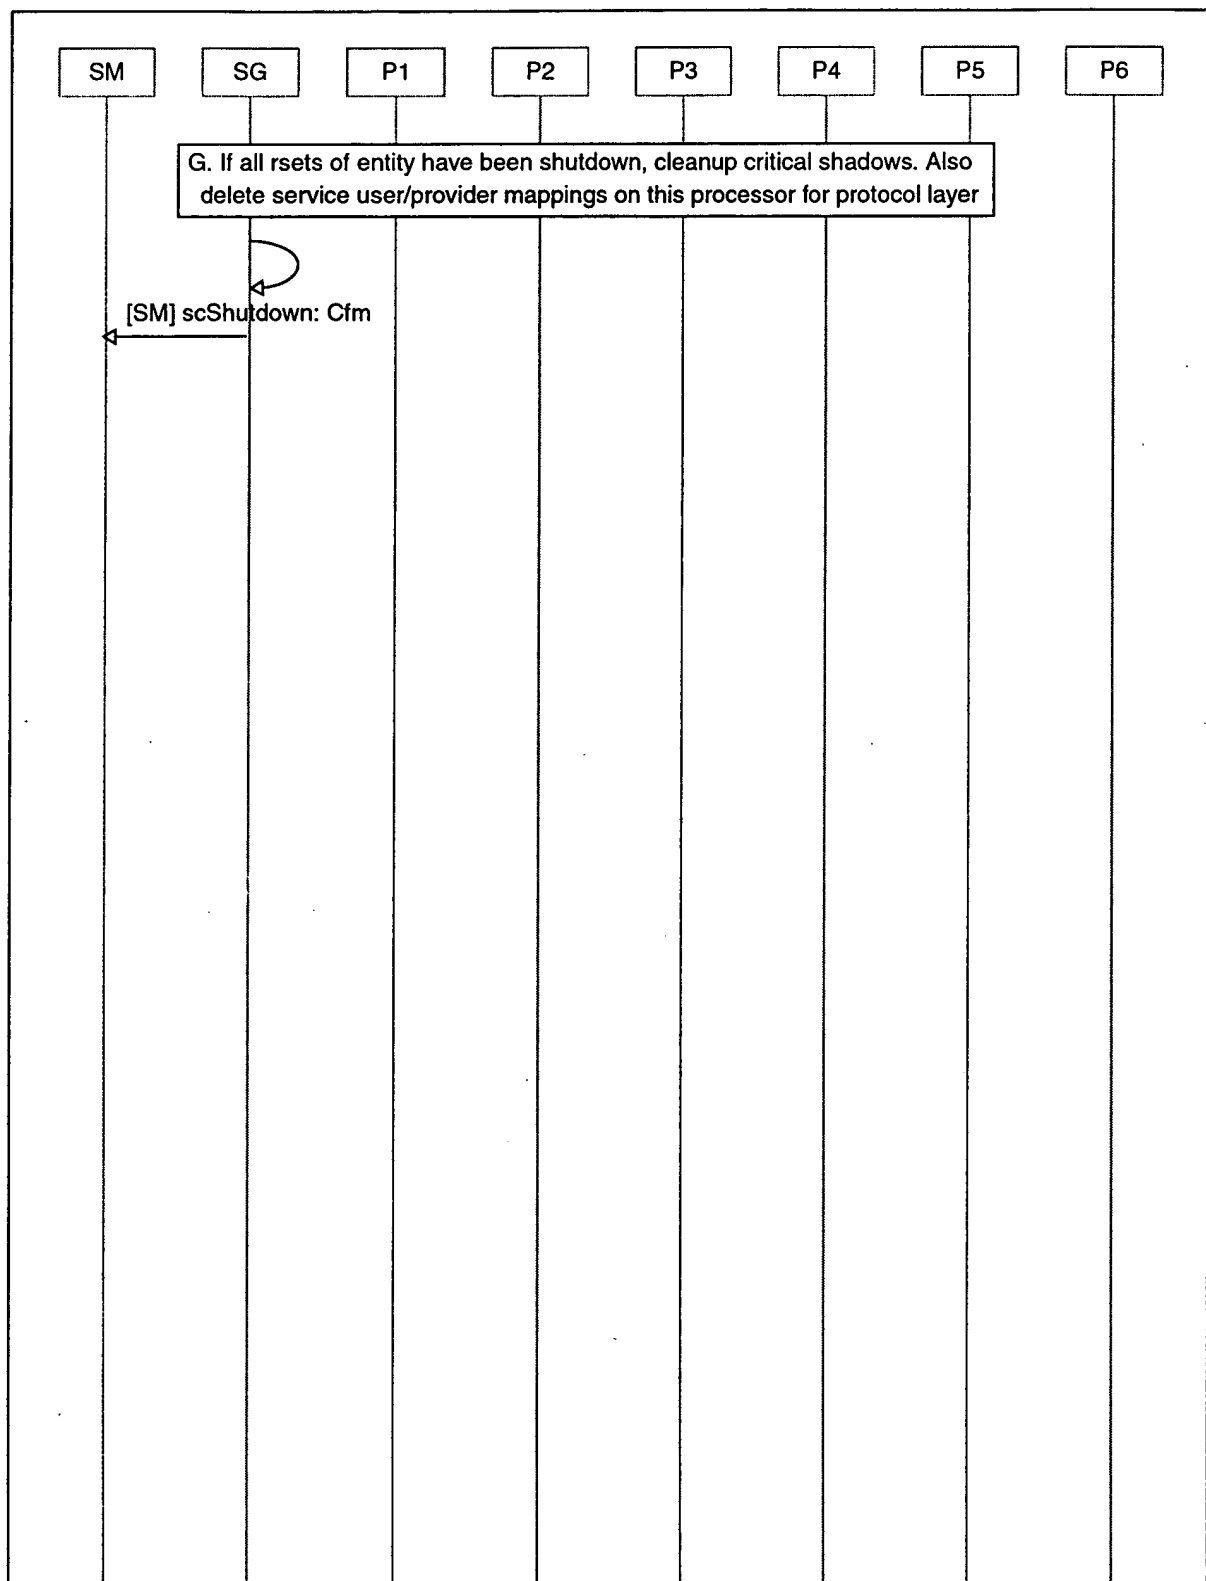 SM SG P1 P2 P3 P4 P5 P6
G. If all rsets of entity have been shutdown, cleanup critical shadows. Also
delete service user/provider mappings on this processor for protocol layer
[SM] scShutdown: Cfm